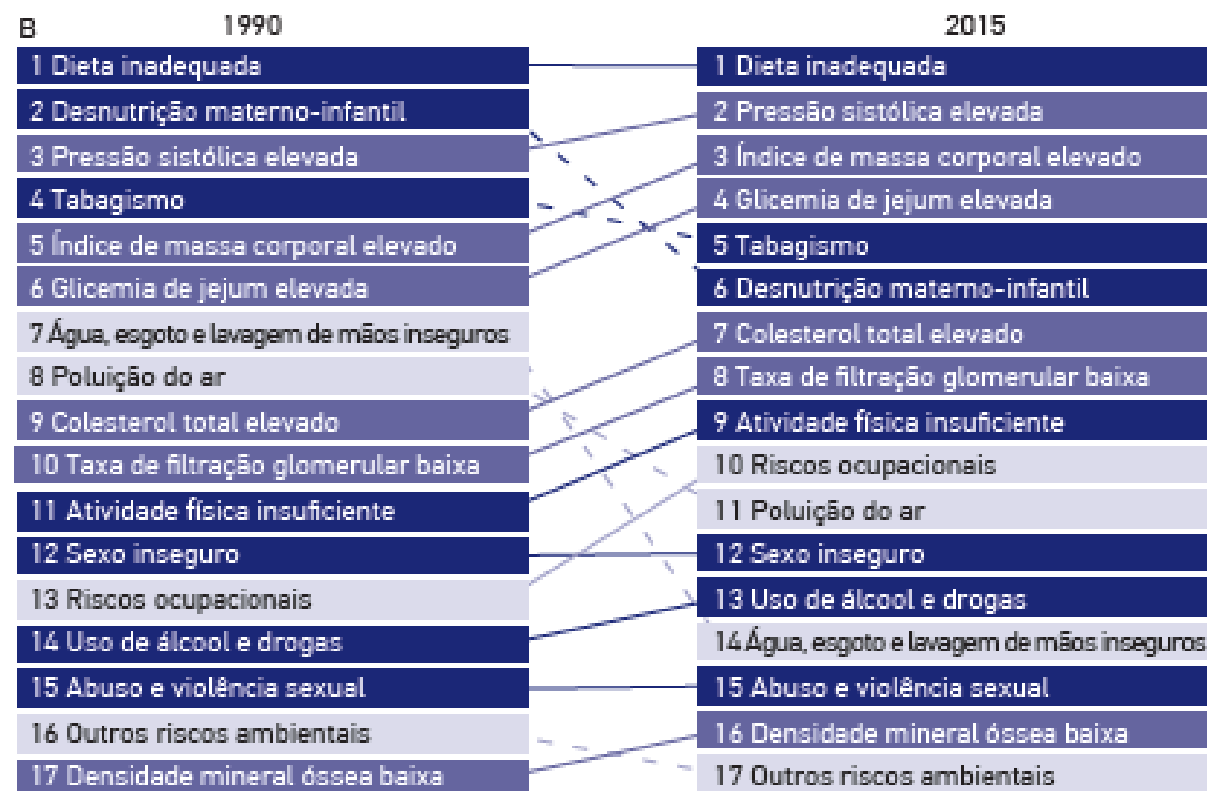 B
1990
1 Dieta inadequada
2 Desnutrição materno-infantil
3 Pressão sistólica elevada
4 Tabagismo
5 Índice de massa corporal elevado
6 Glicemia de jejum elevada
7 Água, esgoto e lavagem de mãos inseguros
8 Poluição do ar
9 Colesterol total elevado
10 Taxa de filtração glomerular baixa
11 Atividade física insuficiente
12 Sexo inseguro
13 Riscos ocupacionais
14 Uso de álcool e drogas
15 Abuso e violência sexual
16 Outros riscos ambientais
17 Densidade mineral óssea baixa
2015
1 Dieta inadequada
2 Pressão sistólica elevada
3 Índice de massa corporal elevado
4 Glicemia de jejum elevada
5 Tabagismo
6 Desnutrição materno-infantil
7 Colesterol total elevado
8 Taxa de filtração glomerular baixa
9 Atividade física insuficiente
10 Riscos ocupacionais
11 Poluição do ar
12 Sexo inseguro
13 Uso de álcool e drogas
14 Água, esgoto e lavagem de mãos inseguros
15 Abuso e violência sexual
16 Densidade mineral óssea baixa
17 Outros riscos ambientais